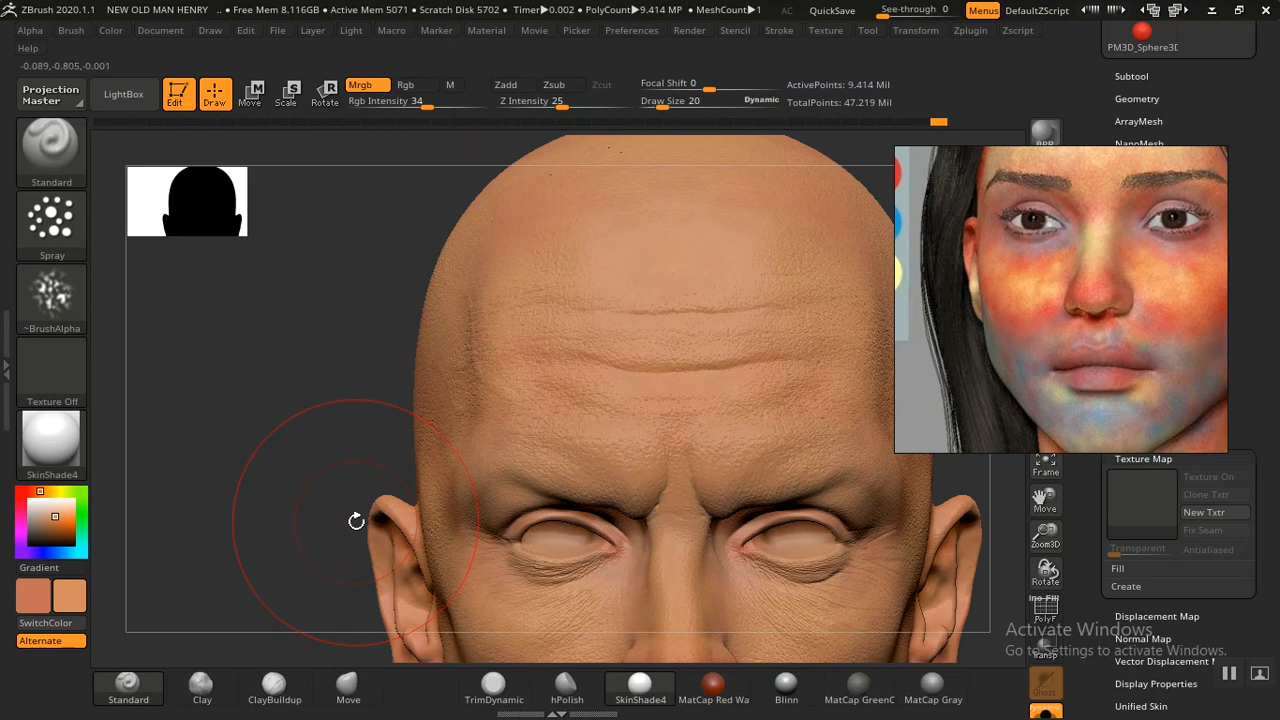 ZBrush 2020.1.1 NEW OLD MAN HENRY .. • Free Mem 8.116GB • Active Mem 5071 • Scratch Disk 5702 • Timer▶0.002 • PolyCount▶9.414 MP • MeshCount▶1 AC QuickSave See-through 0 Menus DefaultZScript
Alpha Brush Color Document Draw Edit File Layer Light Macro Marker Material Movie Picker Preferences Render Stencil Stroke Texture Tool Transform Zplugin Zscript
Help
PM3D_Sphere3D
-0.089,-0.805,-0.001
Projection Master
LightBox
Edit Draw Move Scale Rotate
Mrgb Rgb M
Rgb Intensity 34
Zadd Zsub Zcut
Z Intensity 25
Focal Shift 0
Draw Size 20 Dynamic
ActivePoints: 9.414 Mil
TotalPoints: 47.219 Mil
Subtool
Geometry
ArrayMesh
NanoMesh
BPR
Standard
Spray
~BrushAlpha
Texture Off
SkinShade4
Gradient
SwitchColor
Alternate
Frame
Move
Zoom3D
Rotate
PolyF
Transp
Ghost
Texture Map
Texture On
Clone Txtr
New Txtr
Fix Seam
Transparent Antialiased
Fill
Create
Displacement Map
Normal Map
Vector Displacement
Display Properties
Unified Skin
Activate Windows
Go to Settings to activate Windows.
Standard Clay ClayBuildup Move TrimDynamic hPolish SkinShade4 MatCap Red Wa Blinn MatCap GreenC MatCap Gray